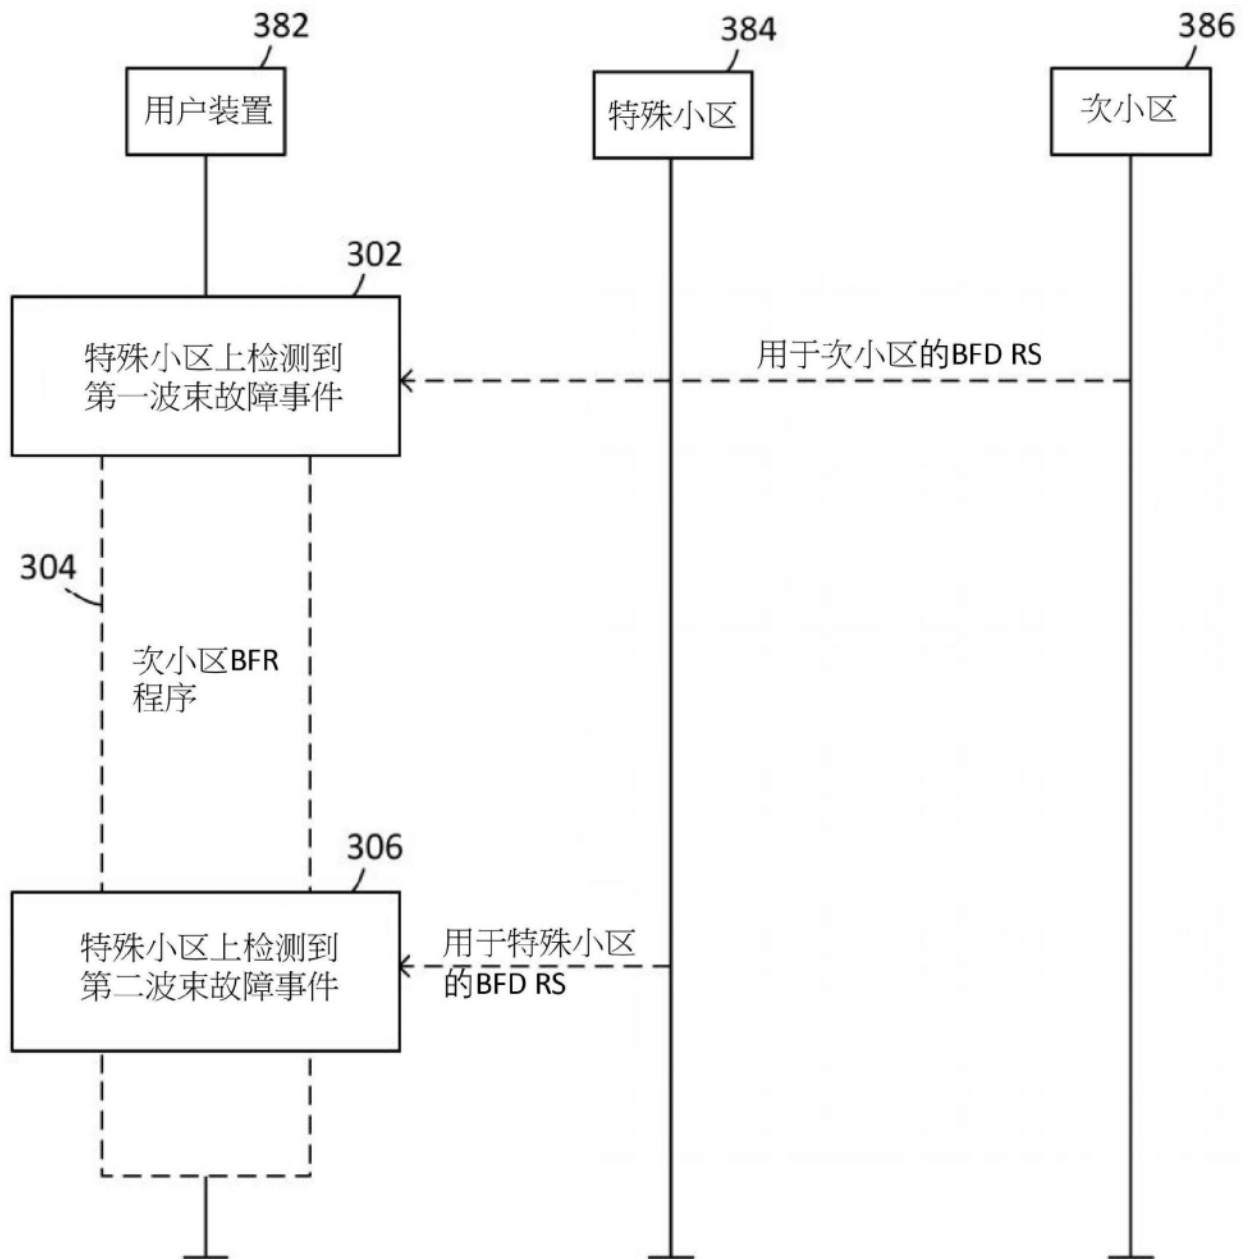 382
384
386
用户装置
特殊小区
次小区
302
特殊小区上检测到
第一波束故障事件
用于次小区的BFD RS
304
次小区BFR
程序
306
特殊小区上检测到
第二波束故障事件
用于特殊小区
的BFD RS